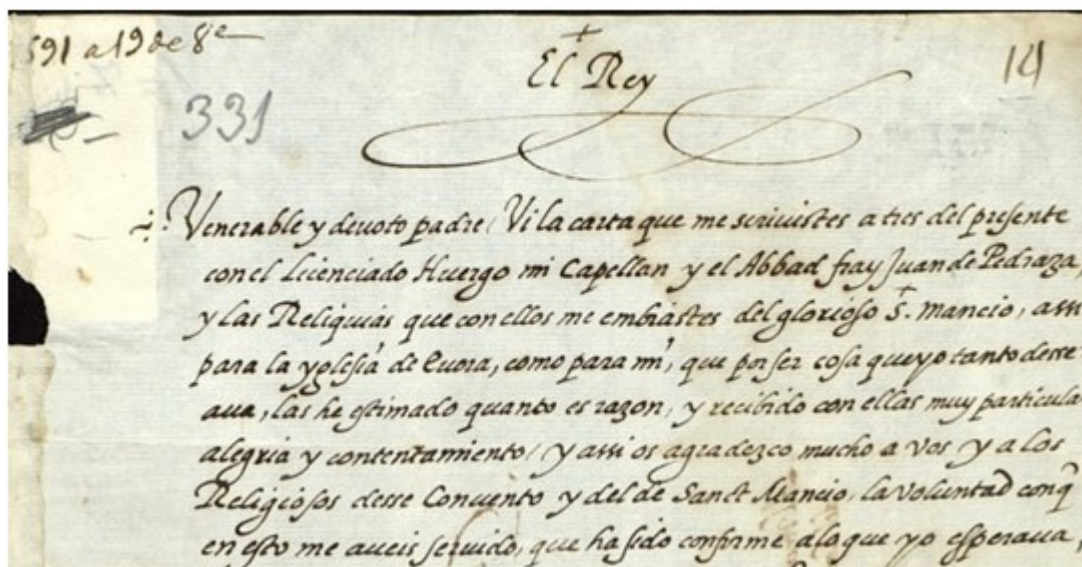 591 a 19 de 8e
+
El Rey
14
331
Venerable y deuoto padre / Vi la carta que me scriuistes a tres del presente
con el Licenciado Huergo mi Capellan y el Abbad fray Juan de Pedraza,
y las Reliquias que con ellos me embiastes del glorioso S. Mancio, assi
para la yglesia de Euora, como para mi, que por ser cosa que yo tanto desse
aua, las he estimado quanto es razon, y recibido con ellas muy particula
alegria y contentamiento / y assi os agradezco mucho a vos y a los
Religiosos desse Conuento y del de Sanct Mancio, la voluntad con q̃
en esto me aueis seruido, que ha sido conforme a lo que yo esperaua,